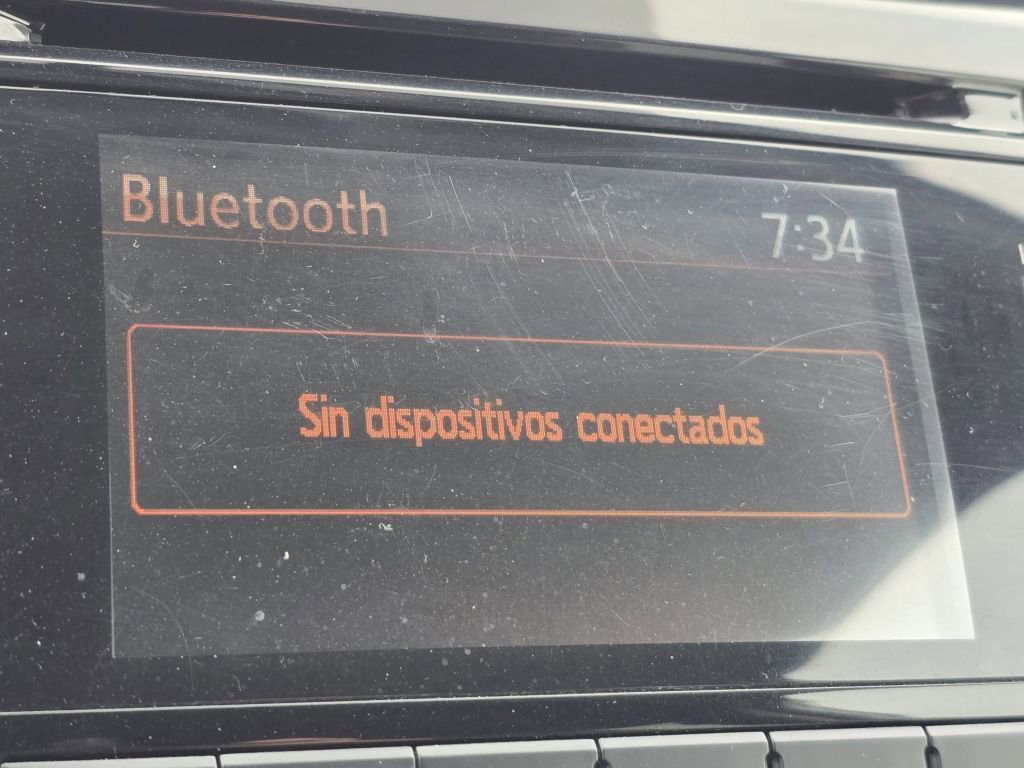 Bluetooth
7:34
Sin dispositivos conectados